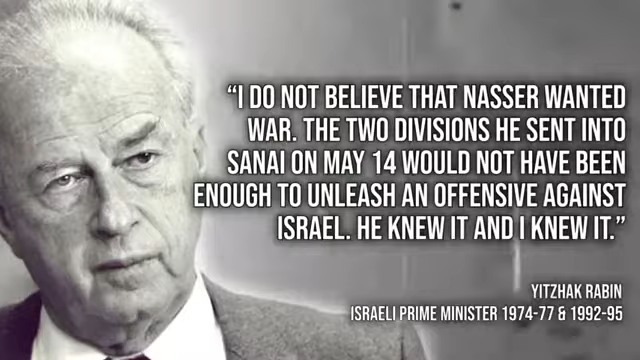 “I DO NOT BELIEVE THAT NASSER WANTED
WAR. THE TWO DIVISIONS HE SENT INTO
SANAI ON MAY 14 WOULD NOT HAVE BEEN
ENOUGH TO UNLEASH AN OFFENSIVE AGAINST
ISRAEL. HE KNEW IT AND I KNEW IT.”
YITZHAK RABIN
ISRAELI PRIME MINISTER 1974-77 & 1992-95